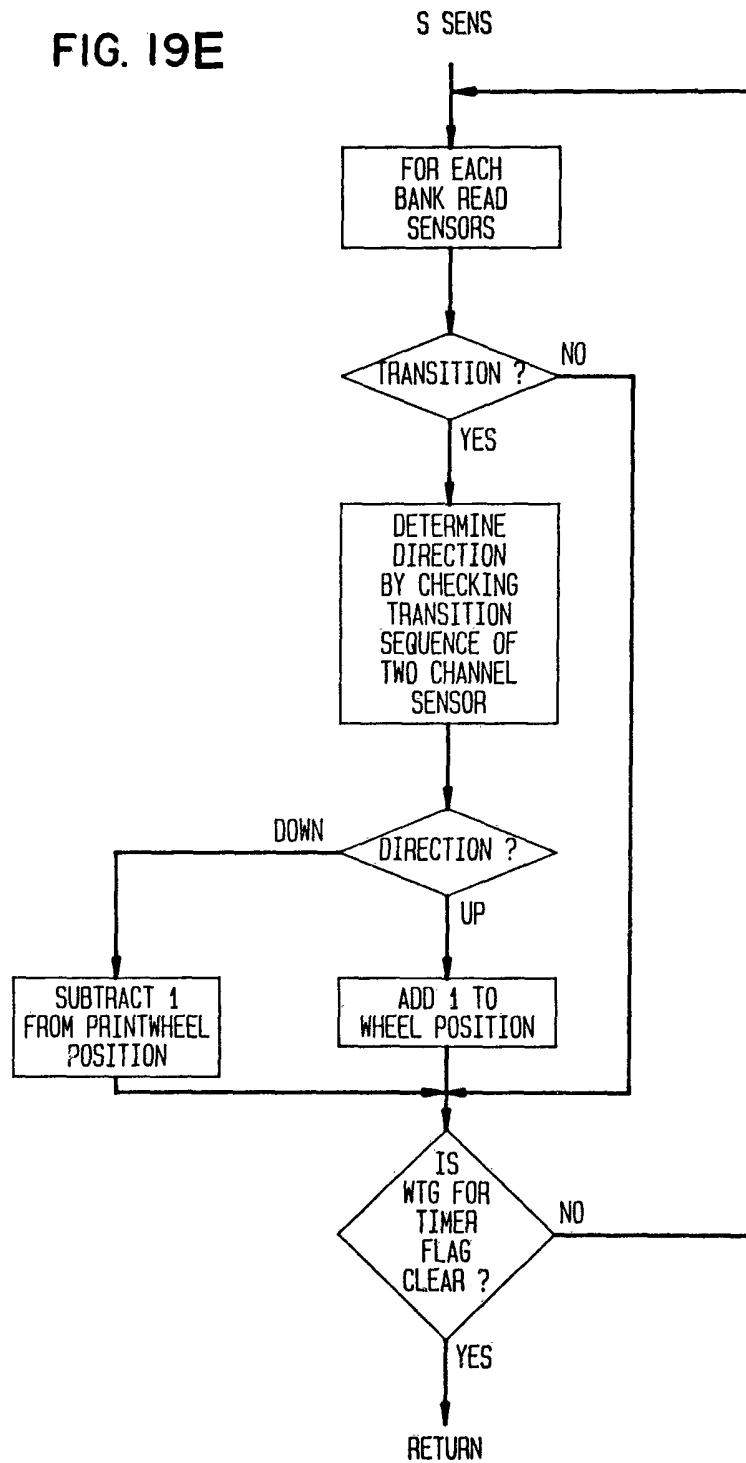 FIG. 19E
S SENS
FOR EACH
BANK READ
SENSORS
TRANSITION ?
NO
YES
DETERMINE
DIRECTION
BY CHECKING
TRANSITION
SEQUENCE OF
TWO CHANNEL
SENSOR
DOWN
DIRECTION ?
UP
SUBTRACT 1
FROM PRINTWHEEL
POSITION
ADD 1 TO
WHEEL POSITION
IS
WTG FOR
TIMER
FLAG
CLEAR ?
NO
YES
RETURN